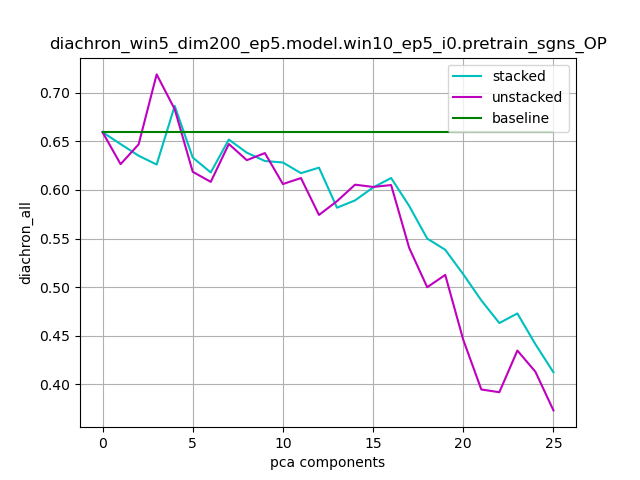 diachron_win5_dim200_ep5.model.win10_ep5_i0.pretrain_sgns_OP
stacked
unstacked
baseline
diachron_all
0.70
0.65
0.60
0.55
0.50
0.45
0.40
0 5 10 15 20 25
pca components